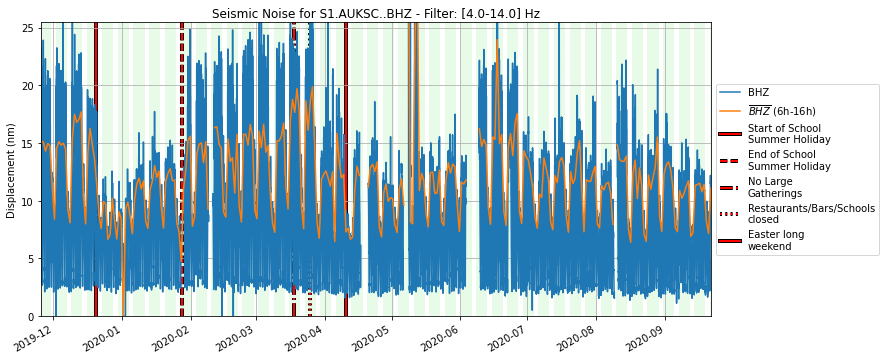 Seismic Noise for S1.AUKSC..BHZ - Filter: [4.0-14.0] Hz
25
20
15
10
5
0
Displacement (nm)
2019-12
2020-01
2020-02
2020-03
2020-04
2020-05
2020-06
2020-07
2020-08
2020-09
BHZ
BHZ (6h-16h)
Start of School
Summer Holiday
End of School
Summer Holiday
No Large
Gatherings
Restaurants/Bars/Schools
closed
Easter long
weekend